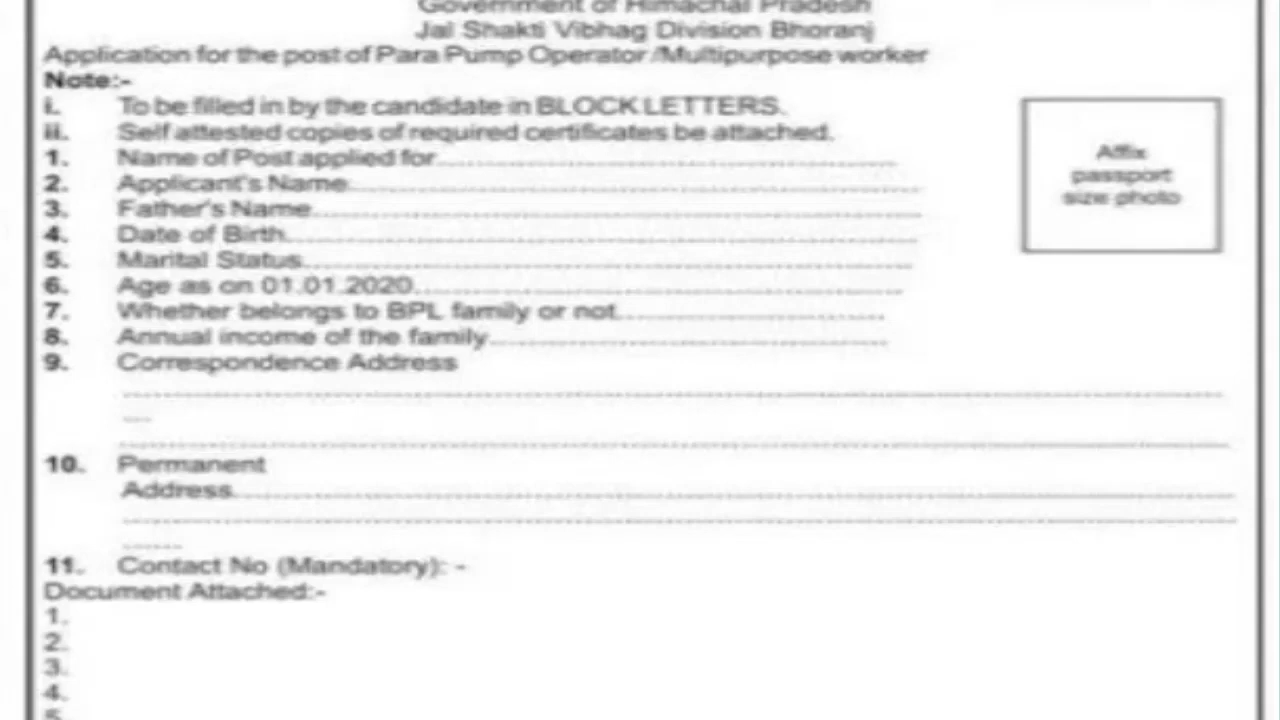 Government of Himachal Pradesh
Jal Shakti Vibhag Division Bhoranj
Application for the post of Para Pump Operator /Multipurpose worker
Note:-
i. To be filled in by the candidate in BLOCK LETTERS.
ii. Self attested copies of required certificates be attached.
Affix
passport
size photo
1. Name of Post applied for
2. Applicant's Name
3. Father's Name
4. Date of Birth
5. Marital Status
6. Age as on 01.01.2020
7. Whether belongs to BPL family or not
8. Annual income of the family
9. Correspondence Address
10. Permanent
Address
11. Contact No (Mandatory): -
Document Attached:-
1.
2.
3.
4.
5.